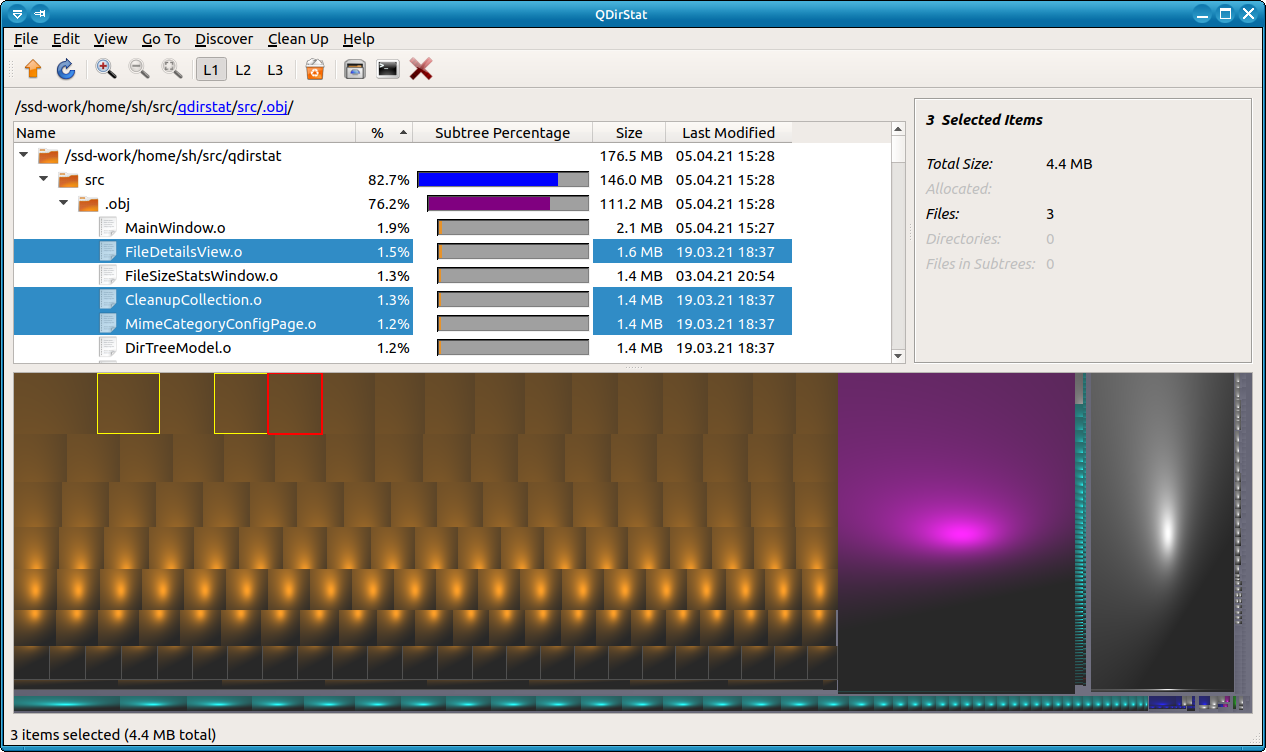 QDirStat
File Edit View Go To Discover Clean Up Help
L1 L2 L3
/ssd-work/home/sh/src/qdirstat/src/.obj/
Name % Subtree Percentage Size Last Modified
/ssd-work/home/sh/src/qdirstat 176.5 MB 05.04.21 15:28
src 82.7% 146.0 MB 05.04.21 15:28
.obj 76.2% 111.2 MB 05.04.21 15:28
MainWindow.o 1.9% 2.1 MB 05.04.21 15:27
FileDetailsView.o 1.5% 1.6 MB 19.03.21 18:37
FileSizeStatsWindow.o 1.3% 1.4 MB 03.04.21 20:54
CleanupCollection.o 1.3% 1.4 MB 19.03.21 18:37
MimeCategoryConfigPage.o 1.2% 1.4 MB 19.03.21 18:37
DirTreeModel.o 1.2% 1.4 MB 19.03.21 18:37
3 Selected Items
Total Size: 4.4 MB
Allocated:
Files: 3
Directories: 0
Files in Subtrees: 0
3 items selected (4.4 MB total)